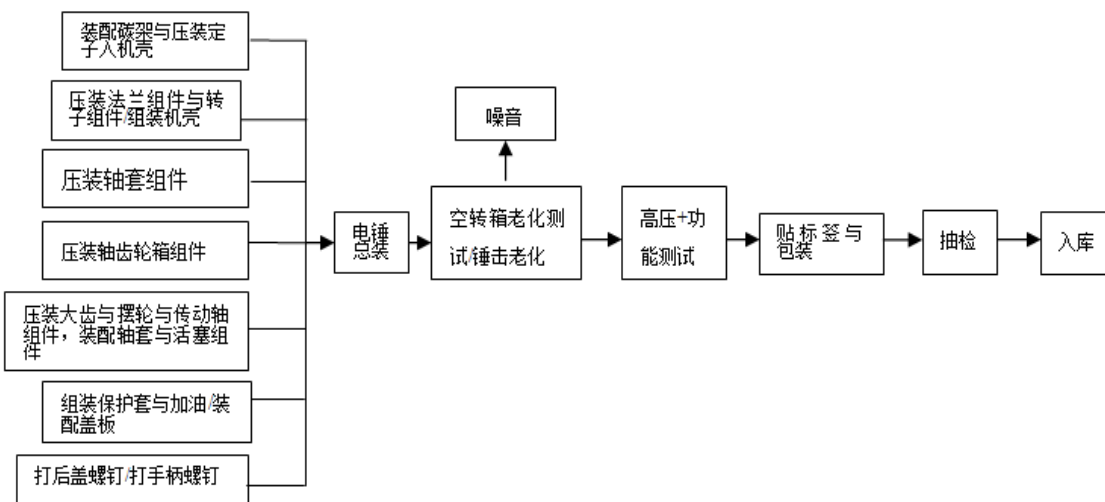 装配碳架与压装定
子入机壳
压装法兰组件与转
子组件/组装机壳
压装轴套组件
压装轴齿轮箱组件
压装大齿与摆轮与传动轴
组件，装配轴套与活塞组
件
组装保护套与加油/装
配盖板
打后盖螺钉/打手柄螺钉
电锤
总装
噪音
空转箱老化测
试/锤击老化
高压+功
能测试
贴标签与
包装
抽检
入库